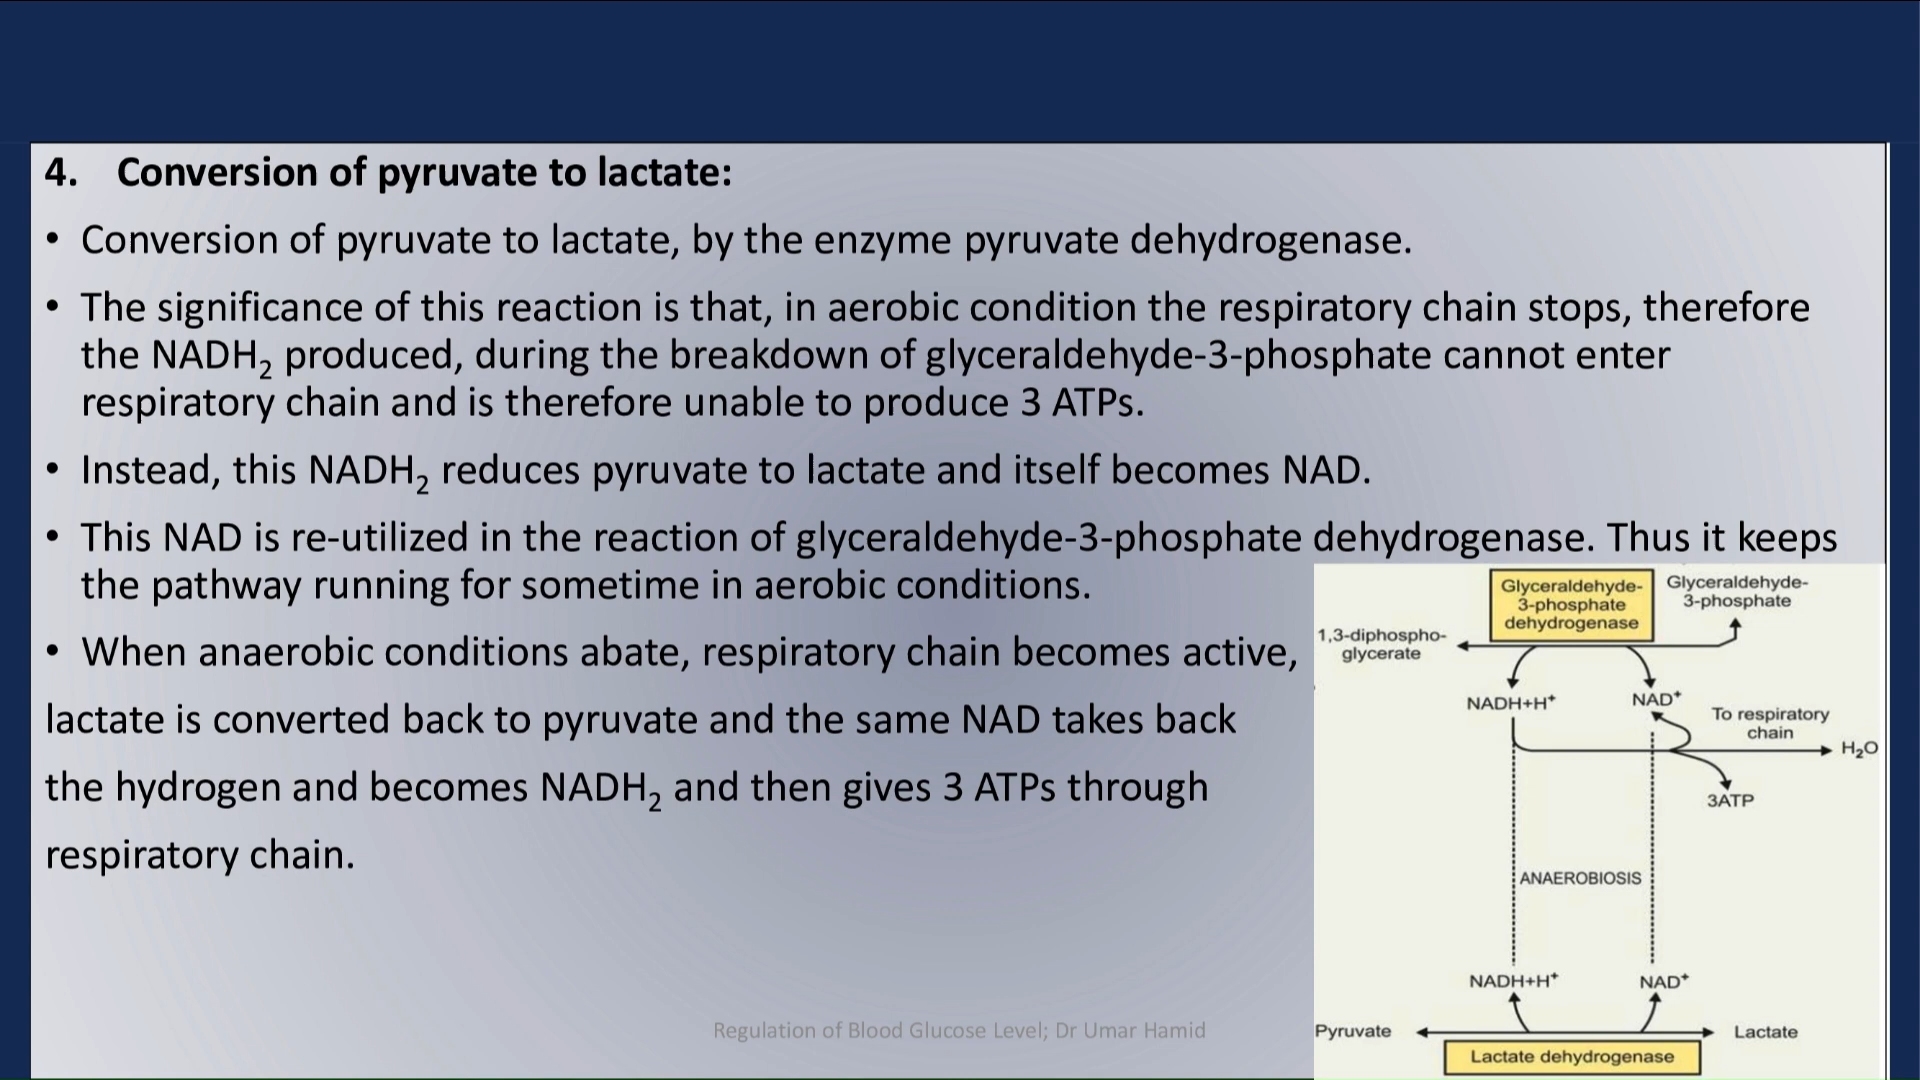 4. Conversion of pyruvate to lactate:
• Conversion of pyruvate to lactate, by the enzyme pyruvate dehydrogenase.
• The significance of this reaction is that, in aerobic condition the respiratory chain stops, therefore
the NADH₂ produced, during the breakdown of glyceraldehyde-3-phosphate cannot enter
respiratory chain and is therefore unable to produce 3 ATPs.
• Instead, this NADH₂ reduces pyruvate to lactate and itself becomes NAD.
• This NAD is re-utilized in the reaction of glyceraldehyde-3-phosphate dehydrogenase. Thus it keeps
the pathway running for sometime in aerobic conditions.
• When anaerobic conditions abate, respiratory chain becomes active,
lactate is converted back to pyruvate and the same NAD takes back
the hydrogen and becomes NADH₂ and then gives 3 ATPs through
respiratory chain.
Glyceraldehyde-
3-phosphate
dehydrogenase
Glyceraldehyde-
3-phosphate
1,3-diphospho-
glycerate
NADH+H⁺
NAD⁺
To respiratory
chain
H₂O
3ATP
ANAEROBIOSIS
NADH+H⁺
NAD⁺
Pyruvate
Lactate
Lactate dehydrogenase
Regulation of Blood Glucose Level; Dr Umar Hamid